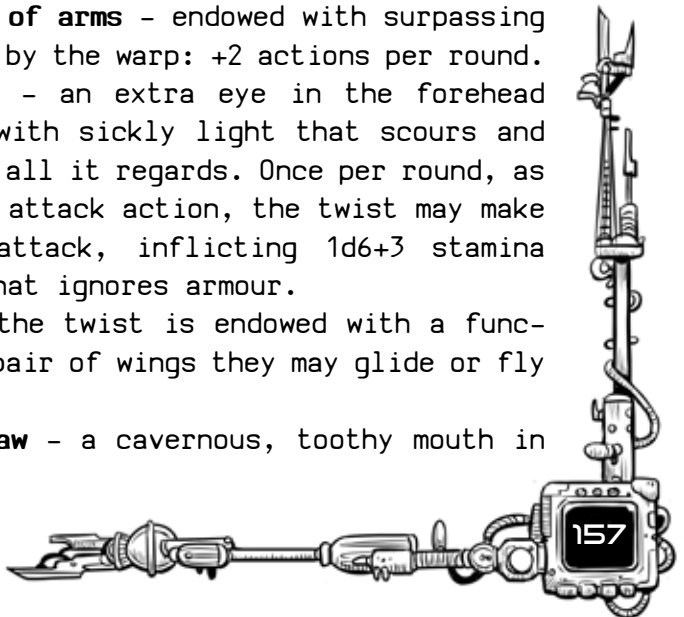 of arms – endowed with surpassing
by the warp: +2 actions per round.
– an extra eye in the forehead
with sickly light that scours and
all it regards. Once per round, as
attack action, the twist may make
attack, inflicting 1d6+3 stamina
hat ignores armour.
the twist is endowed with a func-
pair of wings they may glide or fly
aw – a cavernous, toothy mouth in
157